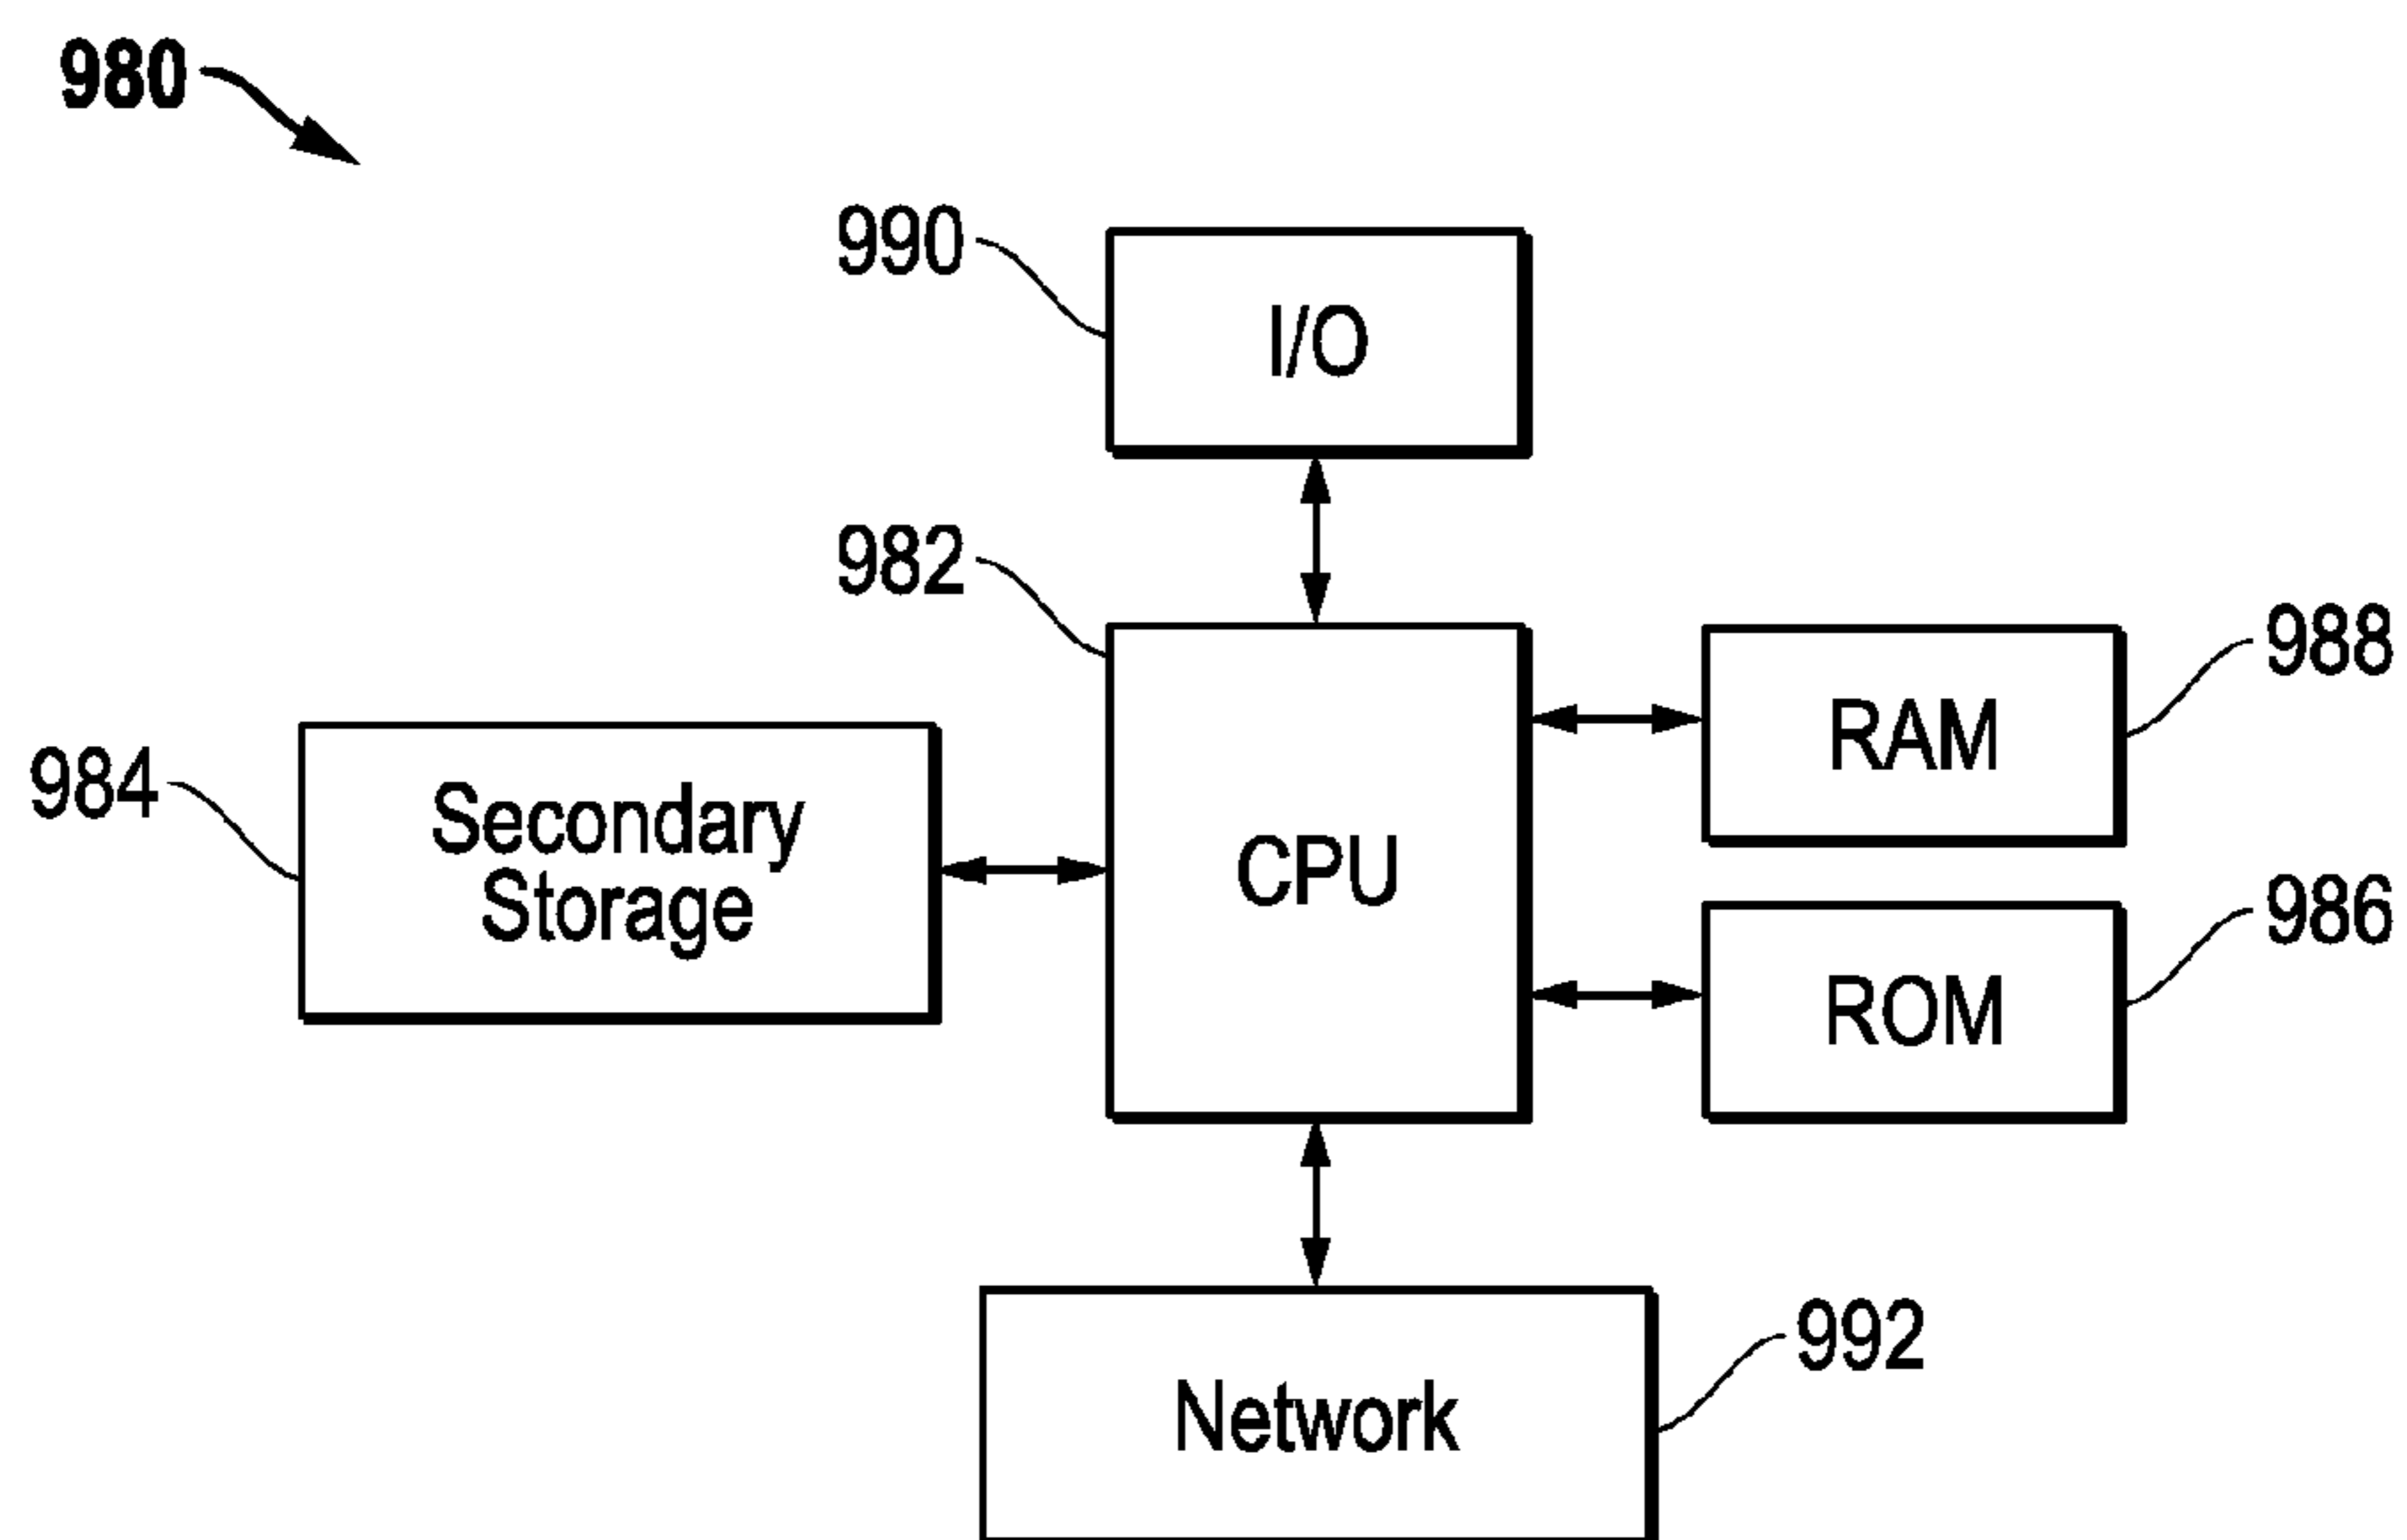 980
990
I/O
982
988
RAM
984
Secondary
Storage
CPU
986
ROM
992
Network